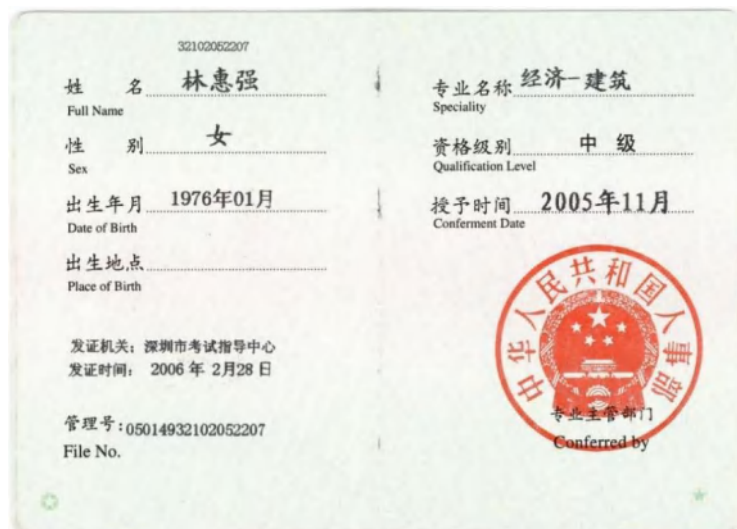 32102052207
姓 名 林惠强
Full Name
性 别 女
Sex
出生年月 1976年01月
Date of Birth
出生地点
Place of Birth
发证机关：深圳市考试指导中心
发证时间： 2006 年 2月28 日
管理号：05014932102052207
File No.
专业名称 经济－建筑
Speciality
资格级别 中 级
Qualification Level
授予时间 2005年11月
Conferment Date
中华人民共和国人事部
专业主管部门
Conferred by